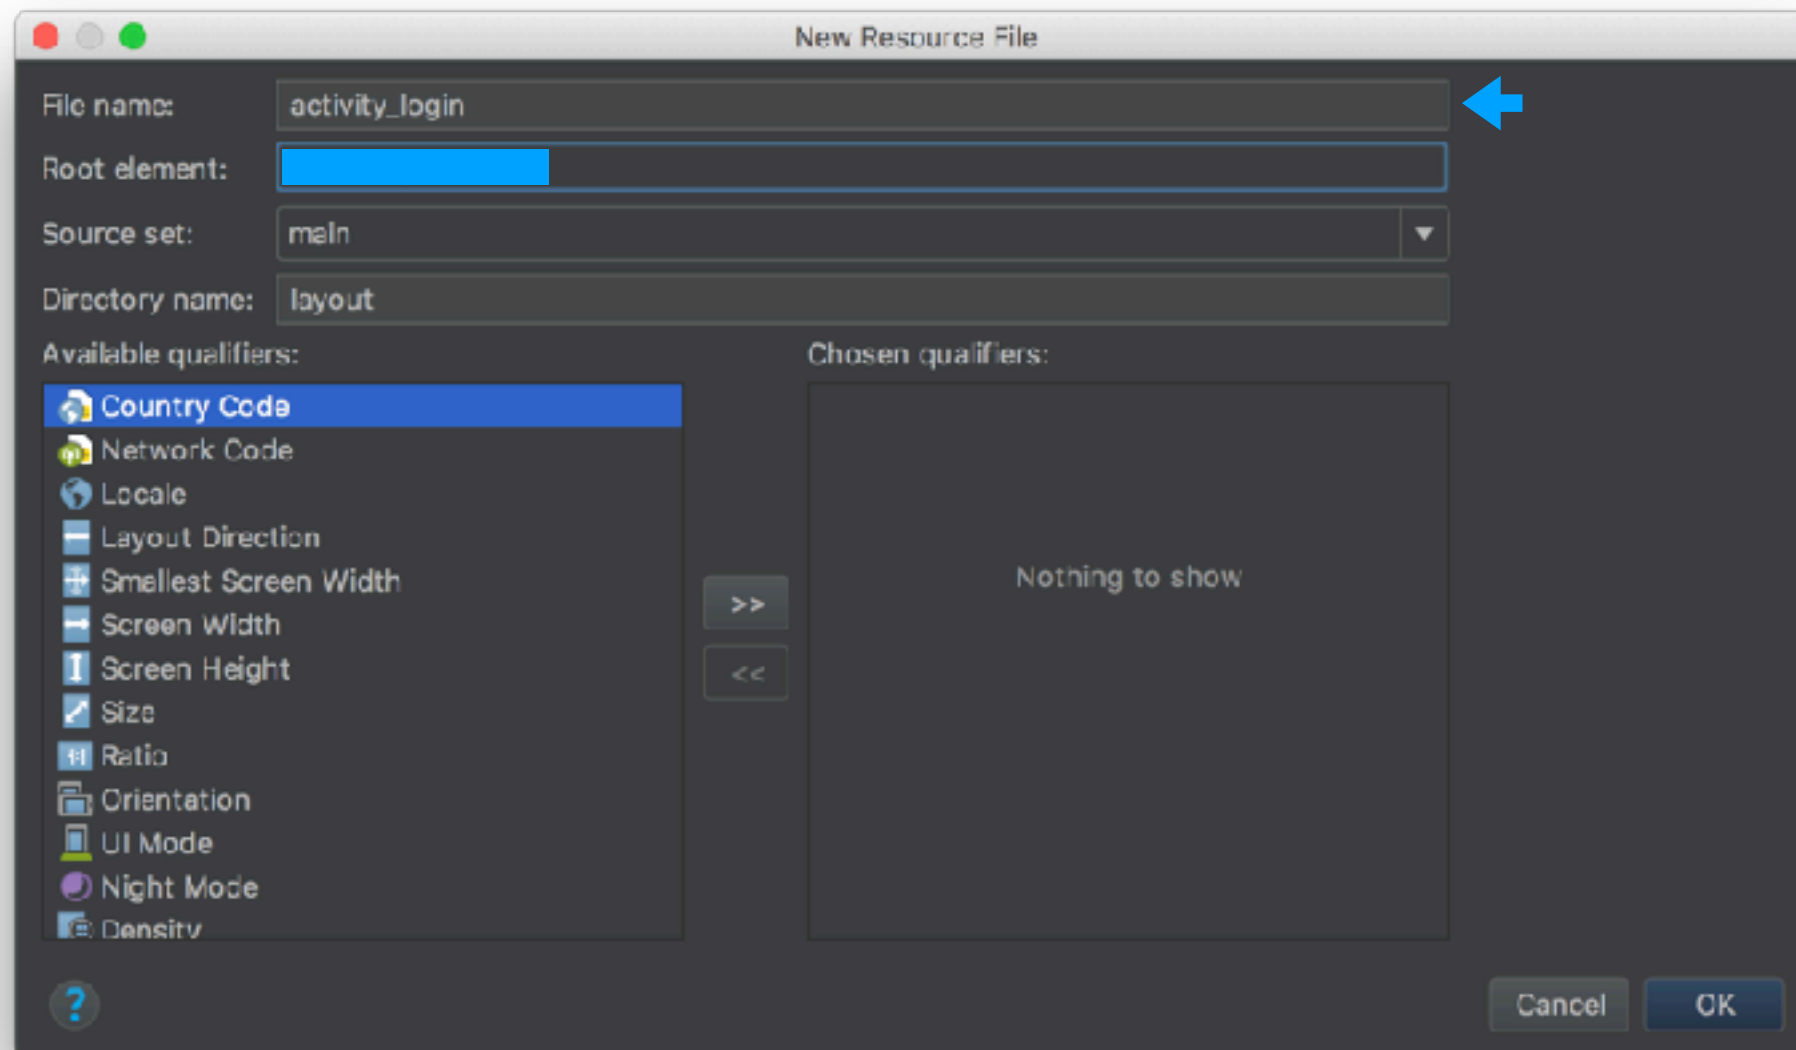 New Resource File
File name: activity_login
Root element:
Source set: main
Directory name: layout
Available qualifiers:
Chosen qualifiers:
Country Code
Network Code
Locale
Layout Direction
Smallest Screen Width
Screen Width
Screen Height
Size
Ratio
Orientation
UI Mode
Night Mode
Density
>>
<<
Nothing to show
?
Cancel
OK